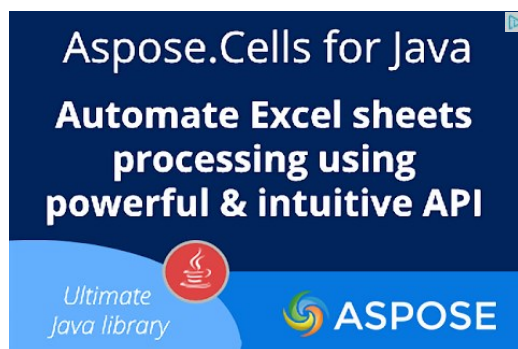 Aspose.Cells for Java
Automate Excel sheets
processing using
powerful & intuitive API
Ultimate
Java library
ASPOSE